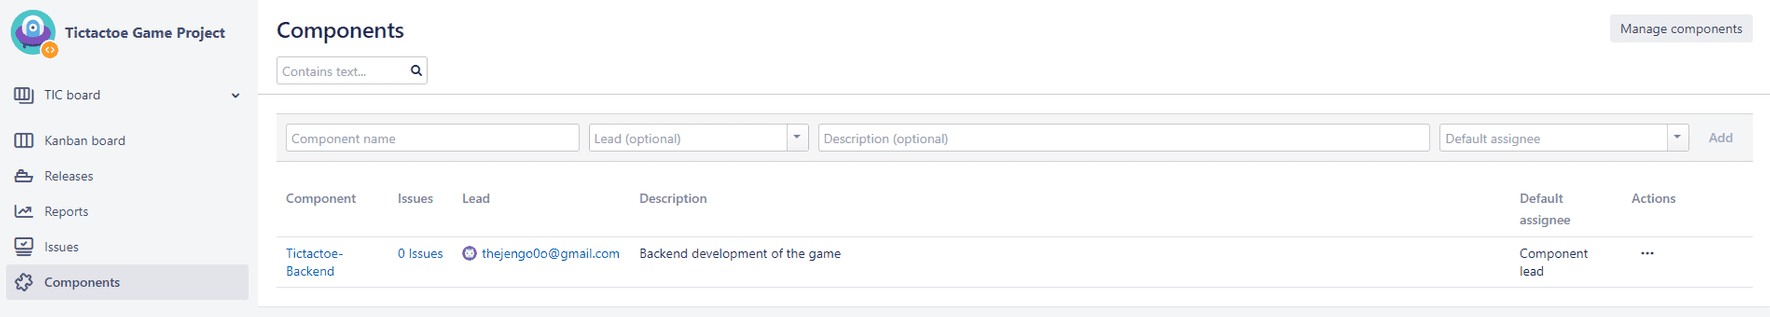 Tictactoe Game Project
TIC board
Kanban board
Releases
Reports
Issues
Components
Components
Manage components
Contains text...
Component name
Lead (optional)
Description (optional)
Default assignee
Add
Component
Issues
Lead
Description
Default
assignee
Actions
Tictactoe-
Backend
0 Issues
thejengo0o@gmail.com
Backend development of the game
Component
lead